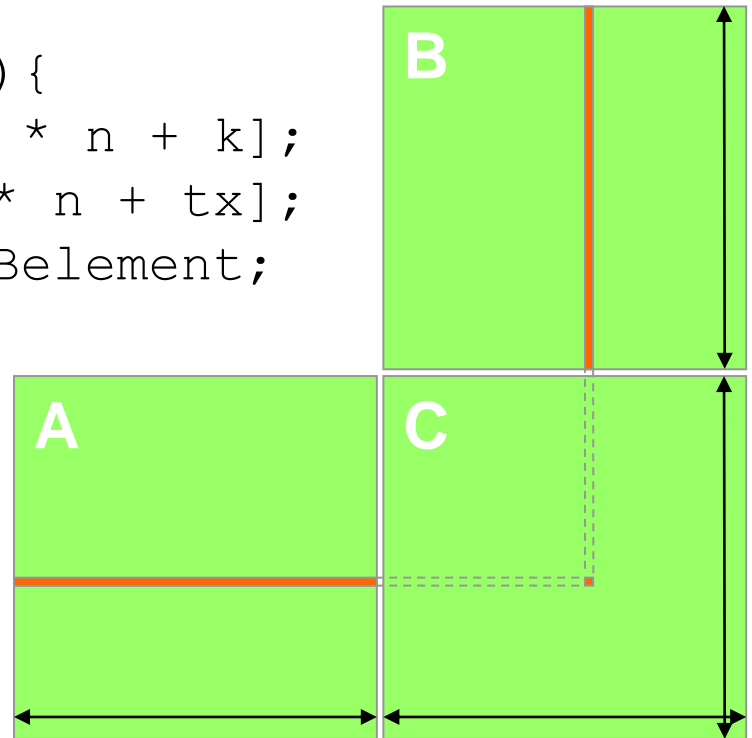 ){
* n + k];
* n + tx];
Belement;
B
A
C